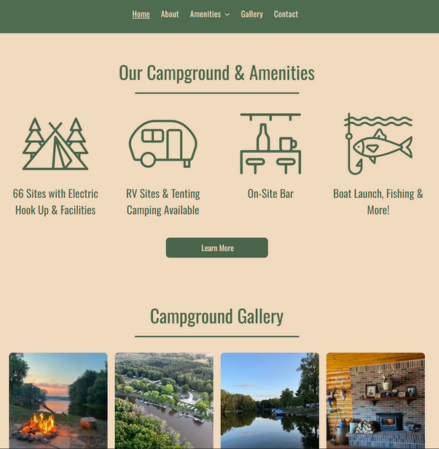 Home About Amenities Gallery Contact
Our Campground & Amenities
66 Sites with Electric
Hook Up & Facilities
RV Sites & Tenting
Camping Available
On-Site Bar
Boat Launch, Fishing &
More!
Learn More
Campground Gallery